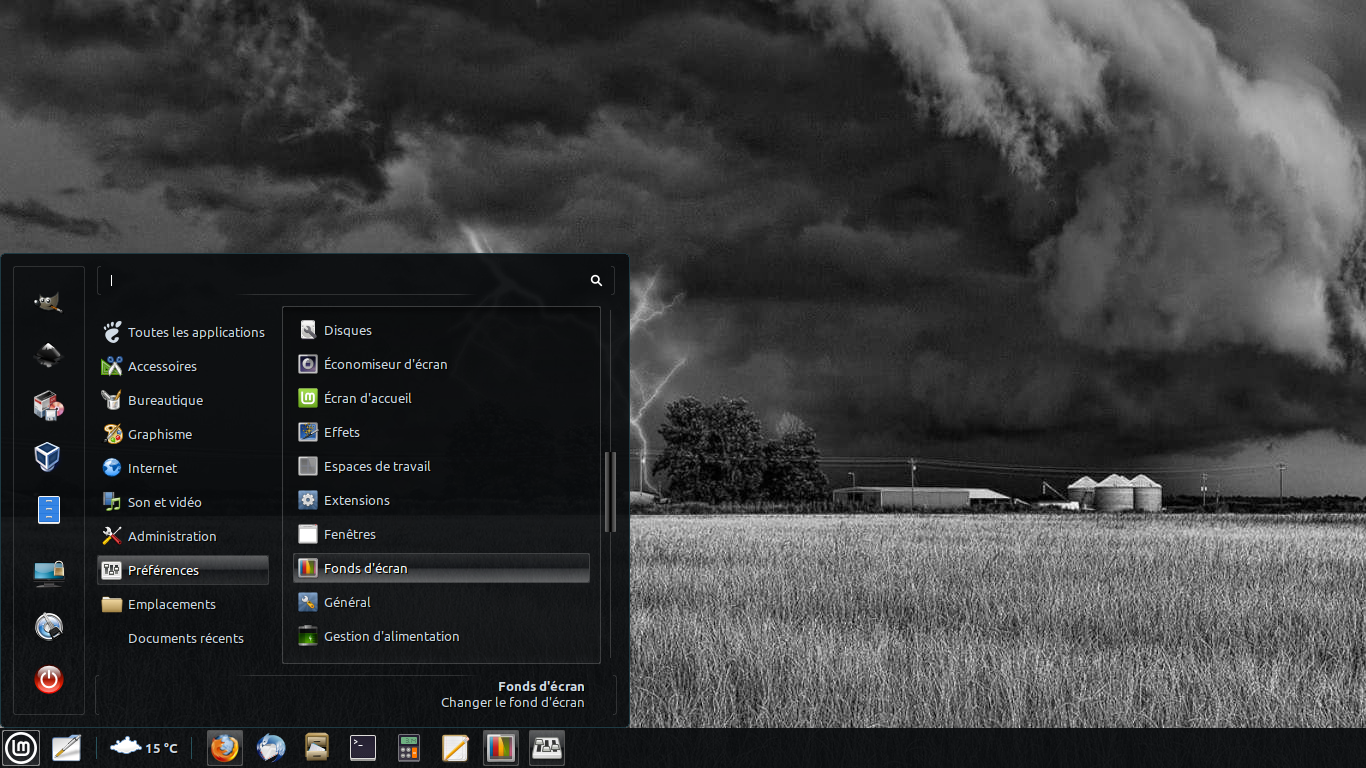 Toutes les applications
Accessoires
Bureautique
Graphisme
Internet
Son et vidéo
Administration
Préférences
Emplacements
Documents récents
Disques
Économiseur d'écran
Écran d'accueil
Effets
Espaces de travail
Extensions
Fenêtres
Fonds d'écran
Général
Gestion d'alimentation
Fonds d'écran
Changer le fond d'écran
15 °C